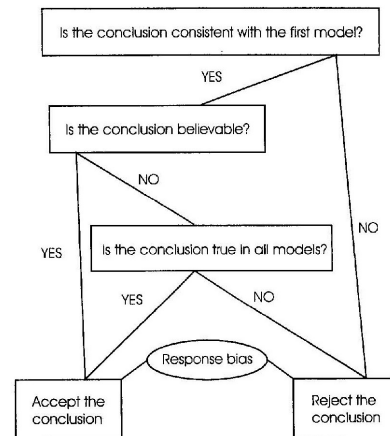 Is the conclusion consistent with the first model?
YES
Is the conclusion believable?
NO
YES
NO
Is the conclusion true in all models?
YES
NO
Response bias
Accept the
conclusion
Reject the
conclusion